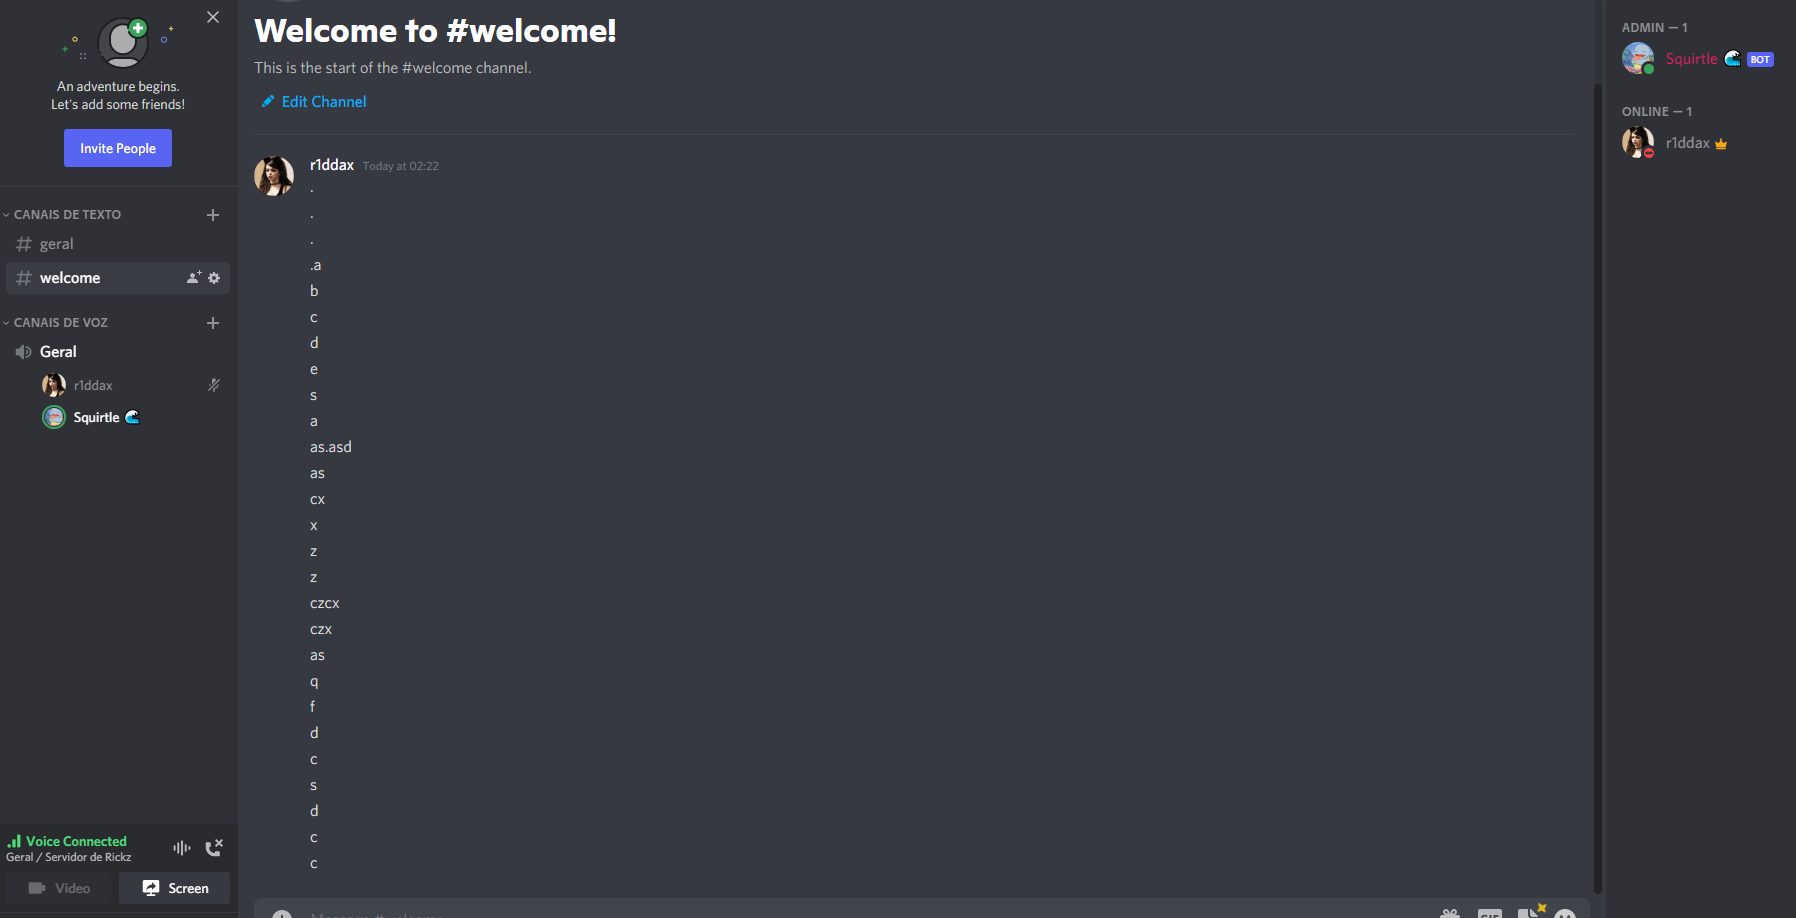 An adventure begins.
Let's add some friends!
Invite People
CANAIS DE TEXTO
geral
welcome
CANAIS DE VOZ
Geral
r1ddax
Squirtle
Voice Connected
Geral / Servidor de Rickz
Video
Screen
Welcome to #welcome!
This is the start of the #welcome channel.
Edit Channel
r1ddax Today at 02:22
.
.
.
.a
b
c
d
e
s
a
as.asd
as
cx
x
z
z
czcx
czx
as
q
f
d
c
s
d
c
c
Message #welcome
GIF
ADMIN — 1
Squirtle BOT
ONLINE — 1
r1ddax